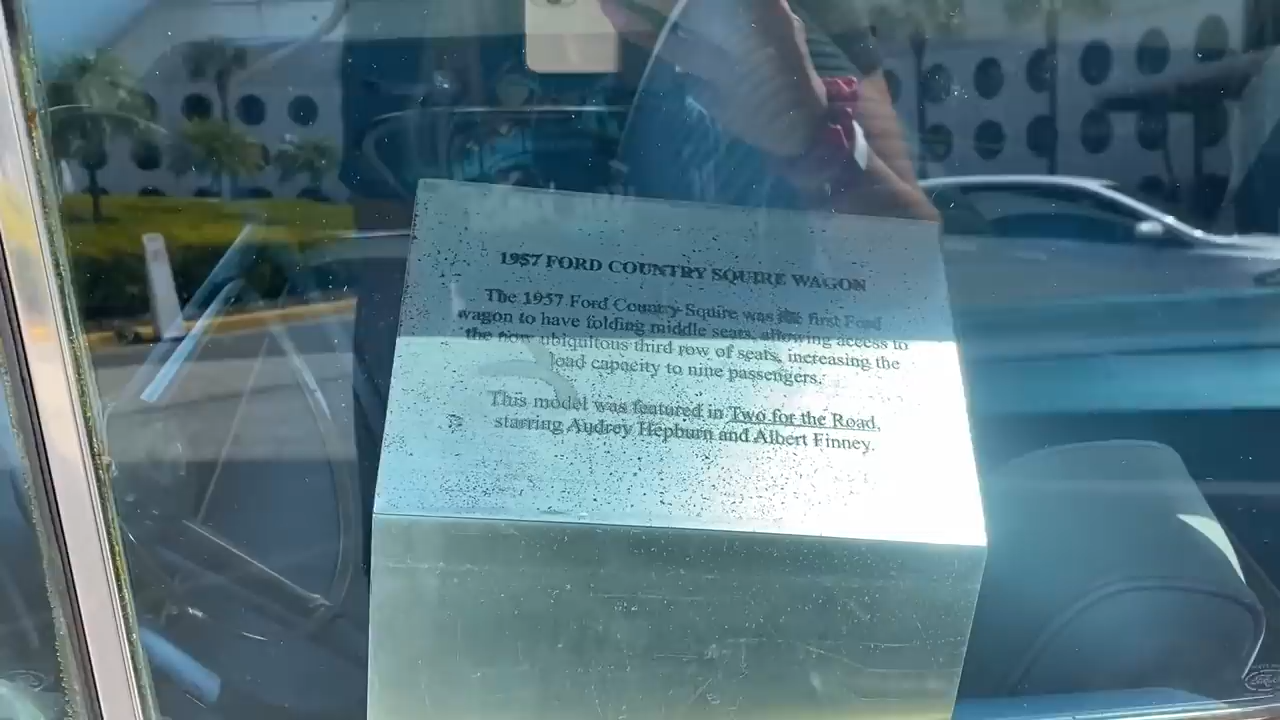 1957 FORD COUNTRY SQUIRE WAGON
The 1957 Ford Country Squire was the first Ford
wagon to have folding middle seats, allowing access to
the now ubiquitous third row of seats, increasing the
load capacity to nine passengers.
This model was featured in Two for the Road,
starring Audrey Hepburn and Albert Finney.